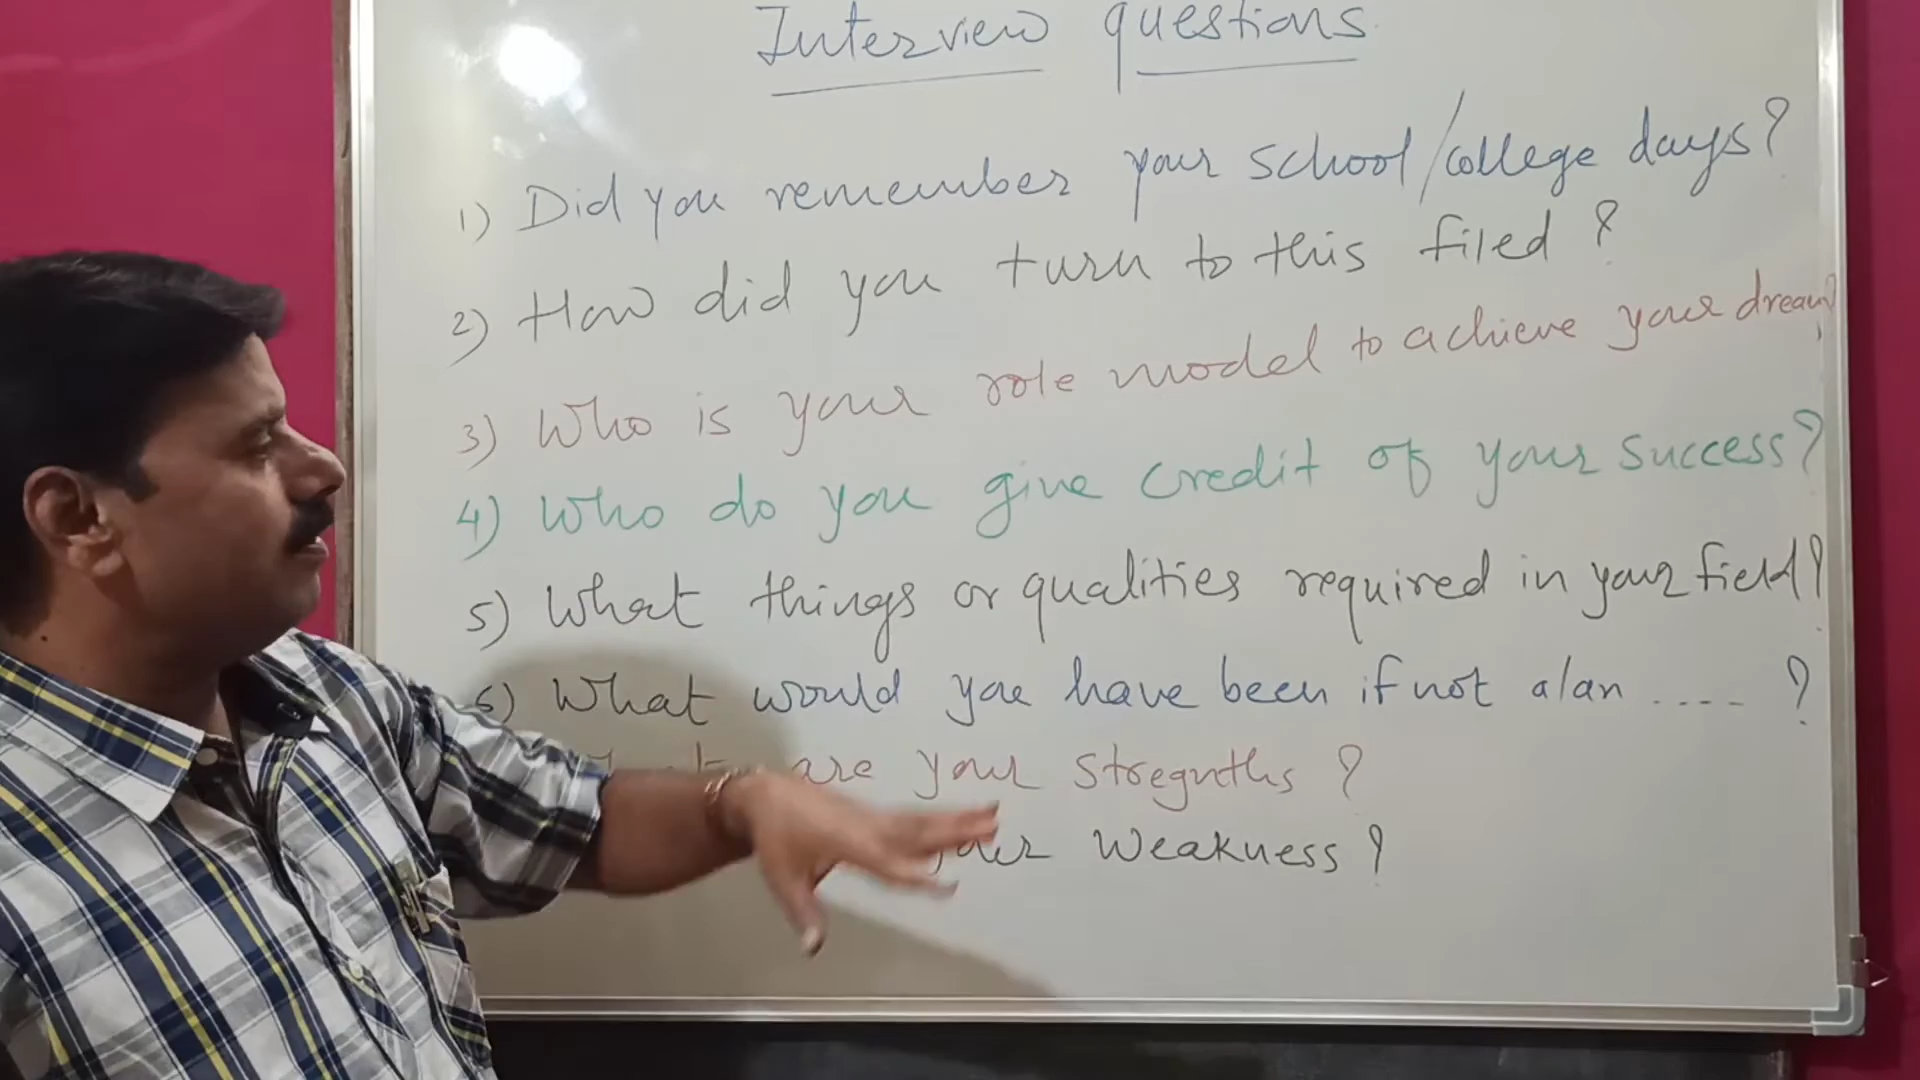 Interview questions
1) Did you remember your school/college days?
2) How did you turn to this filed ?
3) Who is your role model to achieve your dream?
4) Who do you give credit of your success?
5) What things or qualities required in your field?
6) What would you have been if not a/an ..... ?
are your stregnths ?
your weakness ?